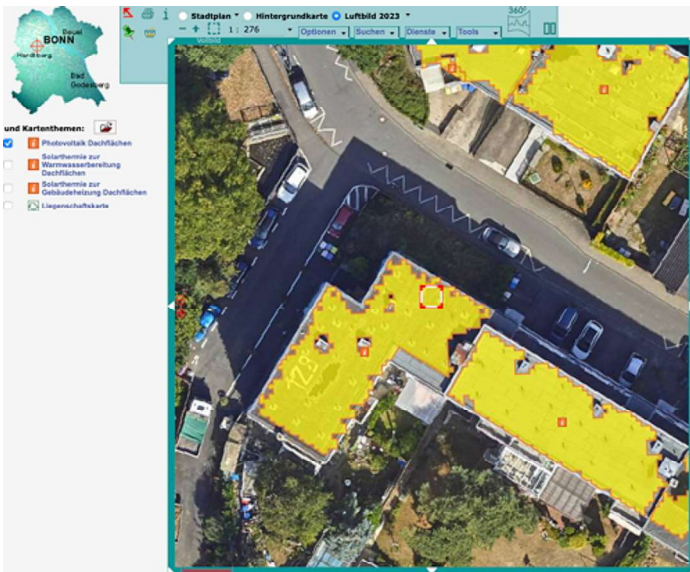 360°
i
Stadtplan
Hintergrundkarte
Luftbild 2023
1: 276
Optionen
Suchen
Dienste
Tools
Vollbild
BONN
Beuel
Hardtberg
Bad
Godesberg
und Kartenthemen:
Photovoltaik Dachflächen
Solarthermie zur
Warmwasserbereitung
Dachflächen
Solarthermie zur
Gebäudeheizung Dachflächen
Liegenschaftskarte